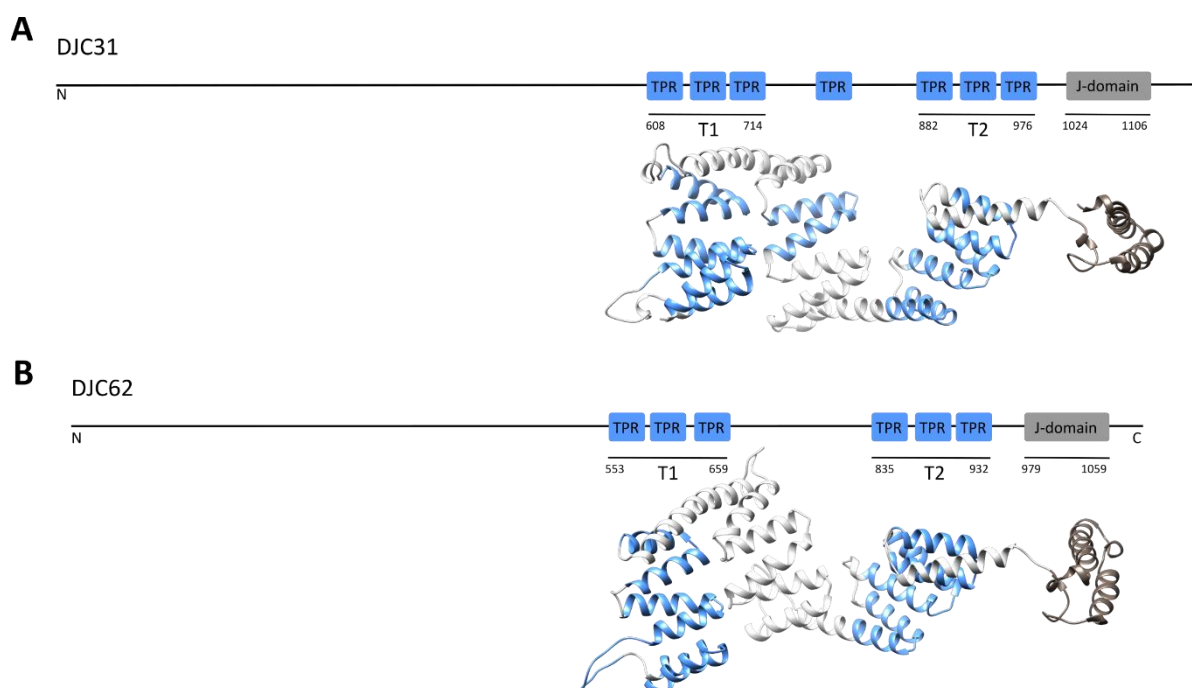 A
DJC31
TPR TPR TPR TPR TPR TPR TPR J-domain
N
608 T1 714 882 T2 976 1024 1106
B
DJC62
TPR TPR TPR TPR TPR TPR J-domain
N C
553 T1 659 835 T2 932 979 1059